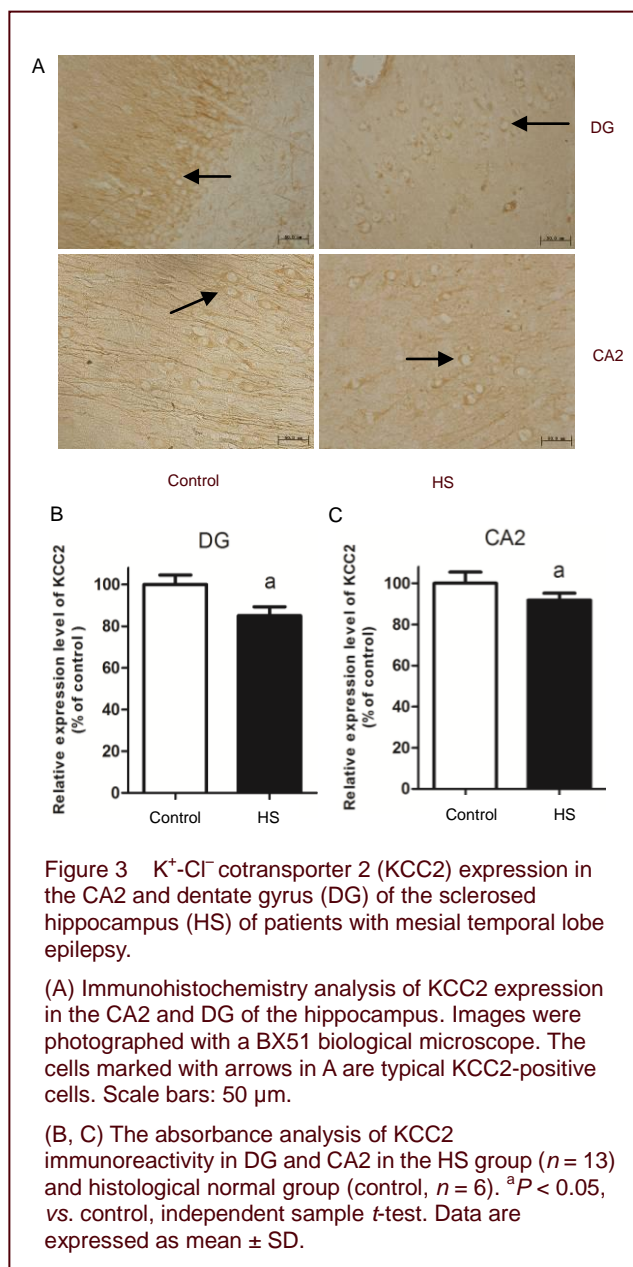 A
DG
CA2
Control HS
B
DG
Relative expression level of KCC2
(% of control)
100
80
60
40
20
0
a
Control HS
C
CA2
Relative expression level of KCC2
(% of control)
100
80
60
40
20
0
a
Control HS
Figure 3 K⁺-Cl⁻ cotransporter 2 (KCC2) expression in
the CA2 and dentate gyrus (DG) of the sclerosed
hippocampus (HS) of patients with mesial temporal lobe
epilepsy.
(A) Immunohistochemistry analysis of KCC2 expression
in the CA2 and DG of the hippocampus. Images were
photographed with a BX51 biological microscope. The
cells marked with arrows in A are typical KCC2-positive
cells. Scale bars: 50 μm.
(B, C) The absorbance analysis of KCC2
immunoreactivity in DG and CA2 in the HS group (n = 13)
and histological normal group (control, n = 6). ᵃP < 0.05,
vs. control, independent sample t-test. Data are
expressed as mean ± SD.